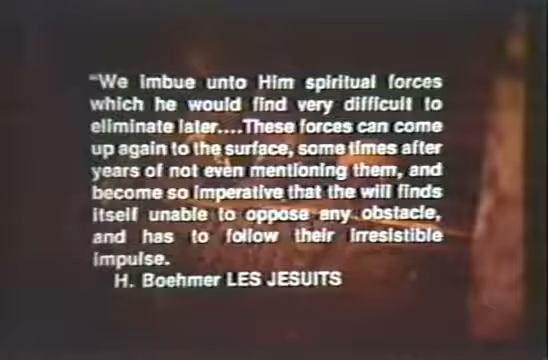 "We imbue unto Him spiritual forces
which he would find very difficult to
eliminate later....These forces can come
up again to the surface, some times after
years of not even mentioning them, and
become so imperative that the will finds
itself unable to oppose any obstacle,
and has to follow their irresistible
impulse.
H. Boehmer LES JESUITS